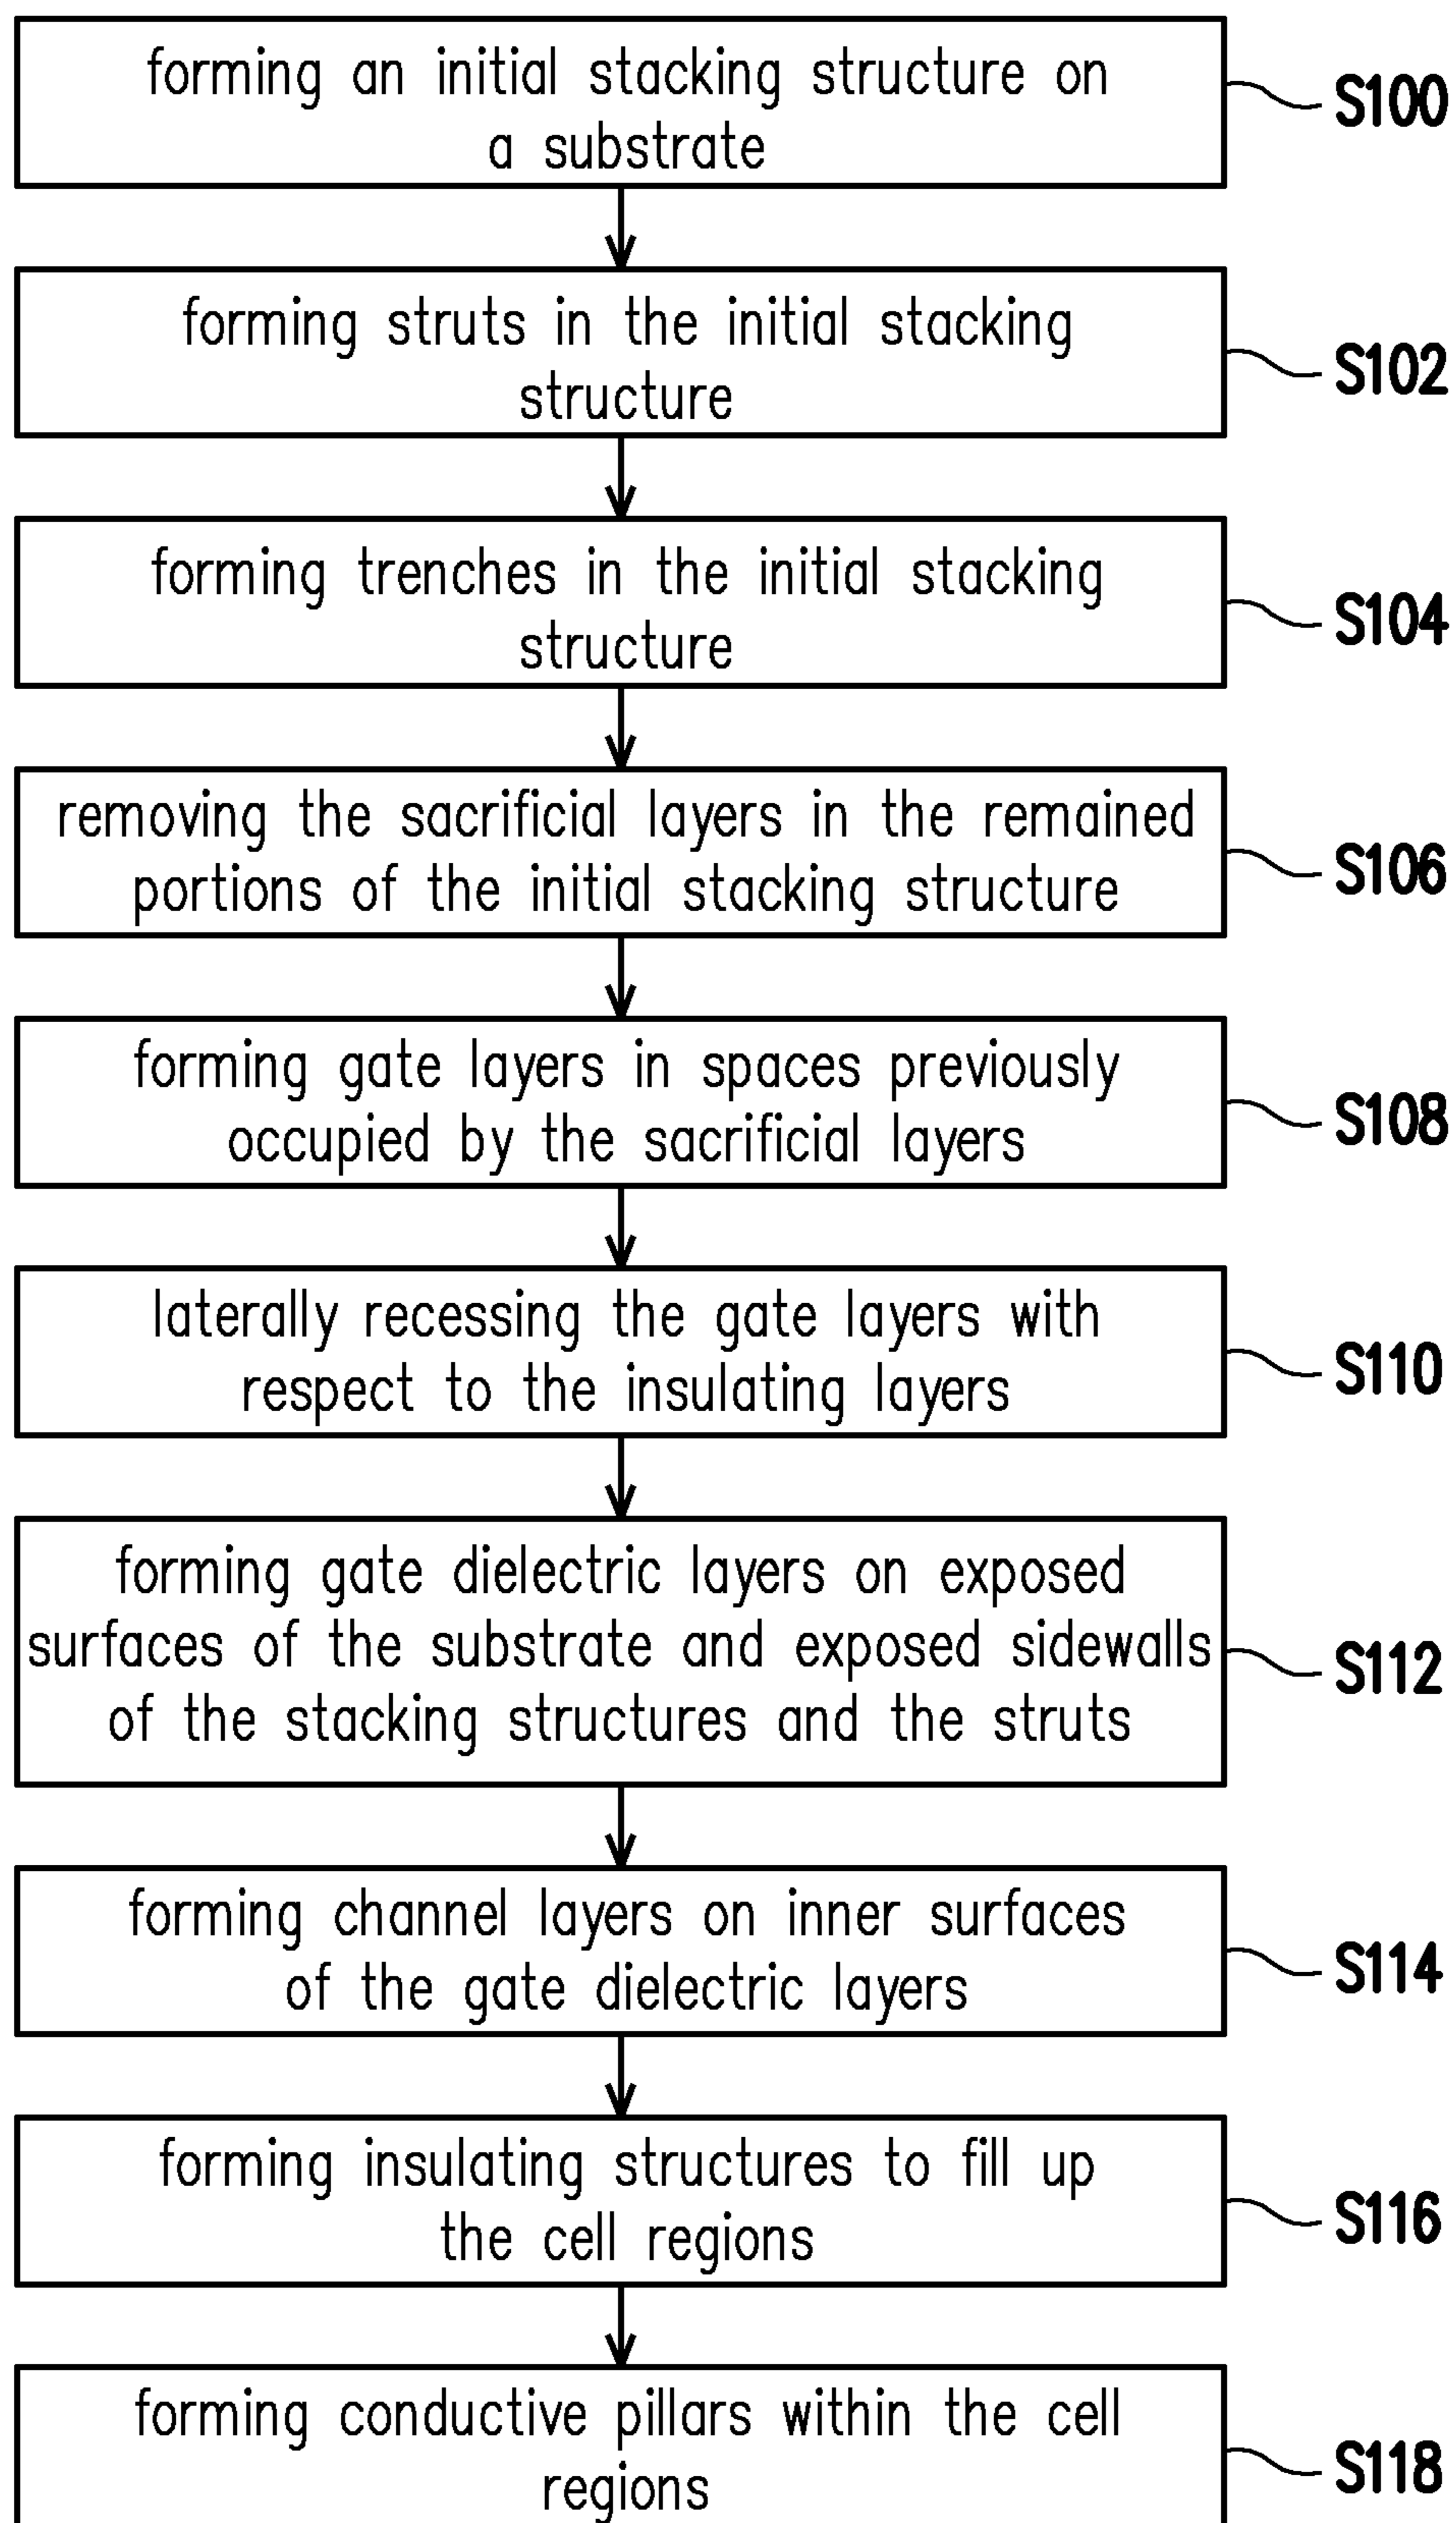 forming an initial stacking structure on
a substrate
S100
forming struts in the initial stacking
structure
S102
forming trenches in the initial stacking
structure
S104
removing the sacrificial layers in the remained
portions of the initial stacking structure
S106
forming gate layers in spaces previously
occupied by the sacrificial layers
S108
laterally recessing the gate layers with
respect to the insulating layers
S110
forming gate dielectric layers on exposed
surfaces of the substrate and exposed sidewalls
of the stacking structures and the struts
S112
forming channel layers on inner surfaces
of the gate dielectric layers
S114
forming insulating structures to fill up
the cell regions
S116
forming conductive pillars within the cell
regions
S118